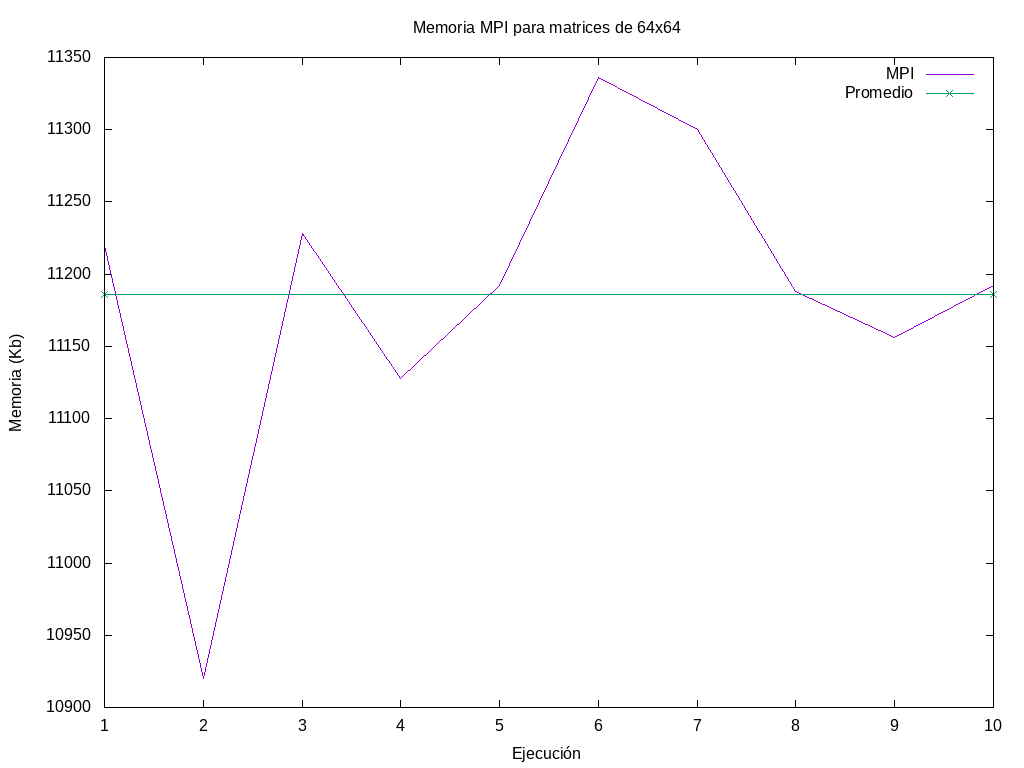 Memoria MPI para matrices de 64x64
MPI
Promedio
11350
11300
11250
11200
11150
11100
11050
11000
10950
10900
Memoria (Kb)
1 2 3 4 5 6 7 8 9 10
Ejecución